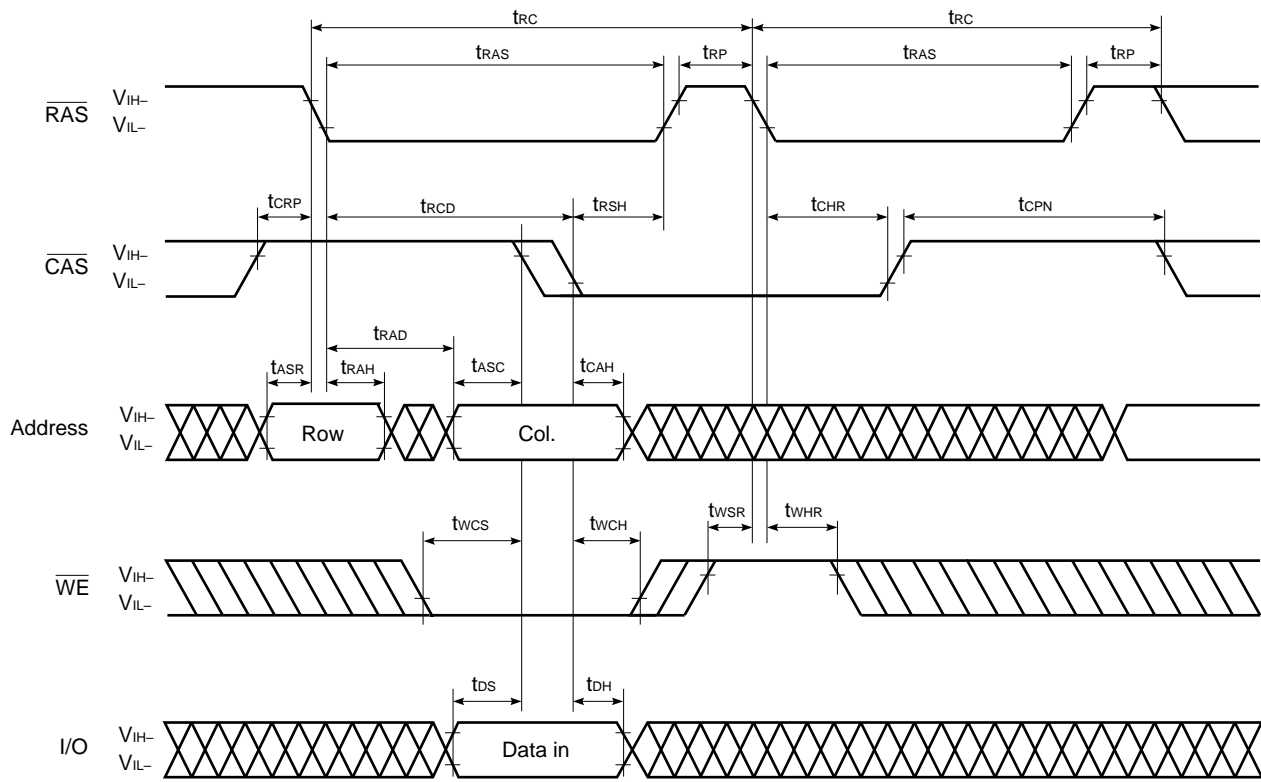 tRC tRC
tRAS tRP tRAS tRP
RAS VIH–
VIL–
tCRP tRCD tRSH tCHR tCPN
CAS VIH–
VIL–
tRAD
tASR tRAH tASC tCAH
Address VIH–
VIL–
Row Col.
tWCS tWCH tWSR tWHR
WE VIH–
VIL–
tDS tDH
I/O VIH–
VIL–
Data in